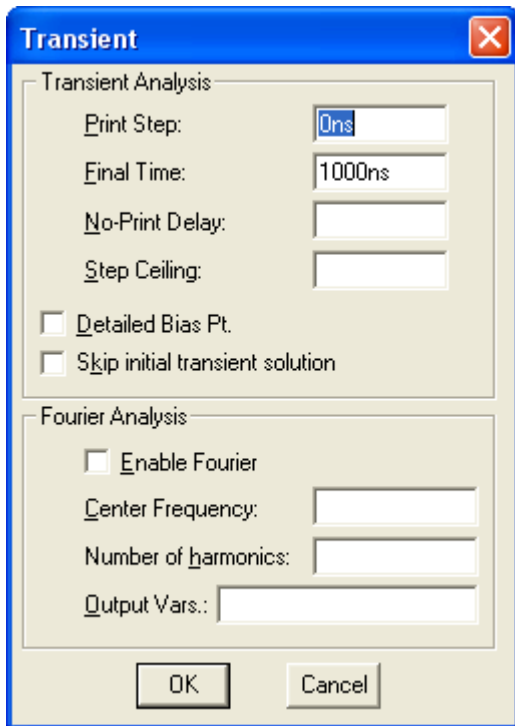 Transient
Transient Analysis
Print Step: 0ns
Final Time: 1000ns
No-Print Delay:
Step Ceiling:
Detailed Bias Pt.
Skip initial transient solution
Fourier Analysis
Enable Fourier
Center Frequency:
Number of harmonics:
Output Vars.:
OK Cancel